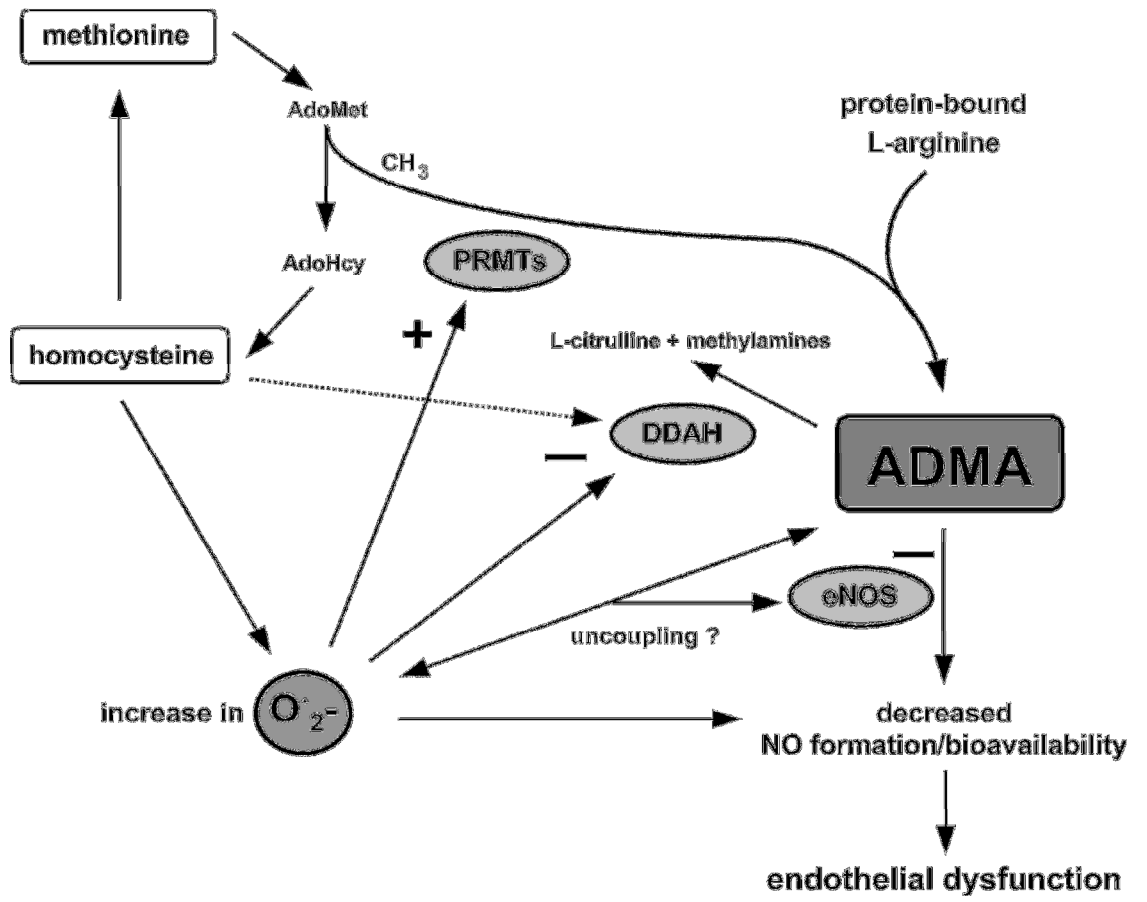 methionine
AdoMet
protein-bound
L-arginine
CH3
AdoHcy
PRMTs
+
L-citrulline + methylamines
homocysteine
DDAH
−
ADMA
−
eNOS
uncoupling ?
increase in O˙2−
decreased
NO formation/bioavailability
endothelial dysfunction